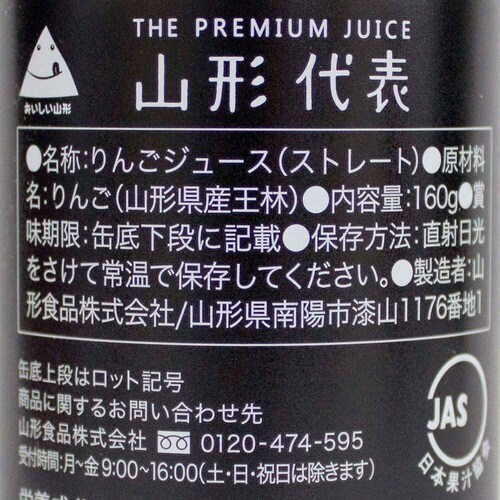 THE PREMIUM JUICE
山形代表
おいしい山形
●名称:りんごジュース(ストレート)●原材料
名:りんご(山形県産王林)●内容量:160g●賞
味期限:缶底下段に記載●保存方法:直射日光
をさけて常温で保存してください。●製造者:山
形食品株式会社/山形県南陽市漆山1176番地1
缶底上段はロット記号
商品に関するお問い合わせ先
山形食品株式会社 0120-474-595
受付時間:月~金9:00~16:00(土・日・祝日は除きます)
JAS
日本果汁協会